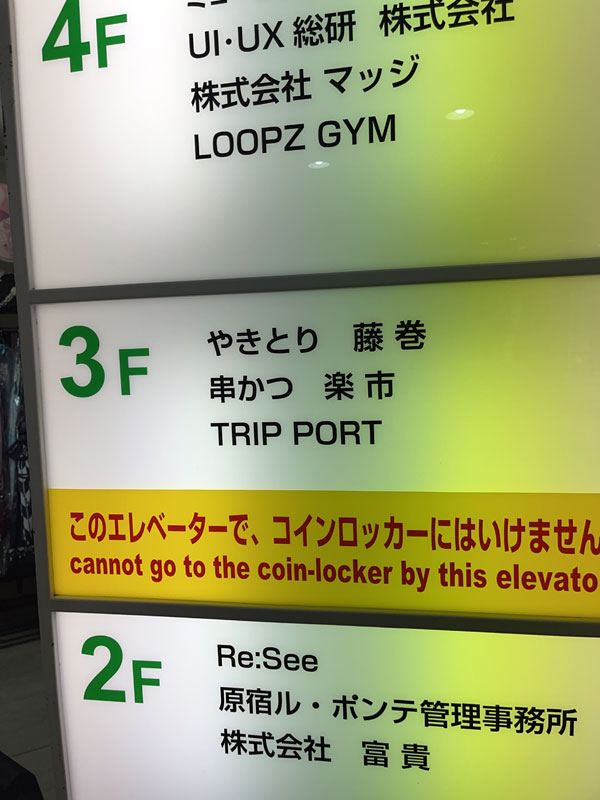 4F
UI・UX 総研 株式会社
株式会社 マッジ
LOOPZ GYM
3F
やきとり 藤巻
串かつ 楽市
TRIP PORT
このエレベーターで、コインロッカーにはいけません
cannot go to the coin-locker by this elevato
2F
Re:See
原宿ル・ポンテ管理事務所
株式会社 富貴